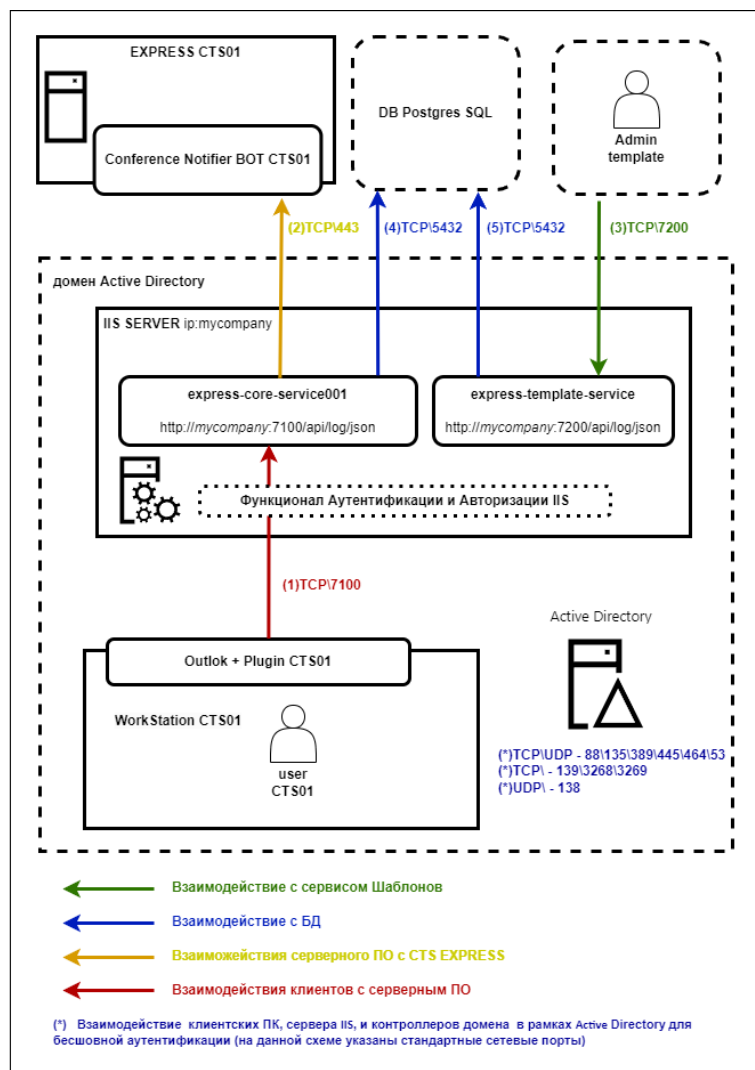 EXPRESS CTS01
Conference Notifier BOT CTS01
DB Postgres SQL
Admin
template
(2)TCP\443
(4)TCP\5432
(5)TCP\5432
(3)TCP\7200
домен Active Directory
IIS SERVER ip:mycompany
express-core-service001
http://mycompany:7100/api/log/json
express-template-service
http://mycompany:7200/api/log/json
Функционал Аутентификации и Авторизации IIS
(1)TCP\7100
Outlok + Plugin CTS01
WorkStation CTS01
user
CTS01
Active Directory
(*)TCP\UDP - 88\135\389\445\464\53
(*)TCP\ - 139\3268\3269
(*)UDP\ - 138
Взаимодействие с сервисом Шаблонов
Взаимодействие с БД
Взаиможействия серверного ПО с CTS EXPRESS
Взаимодействия клиентов с серверным ПО
(*) Взаимодействие клиентских ПК, сервера IIS, и контроллеров домена в рамках Active Directory для
бесшовной аутентификации (на данной схеме указаны стандартные сетевые порты)